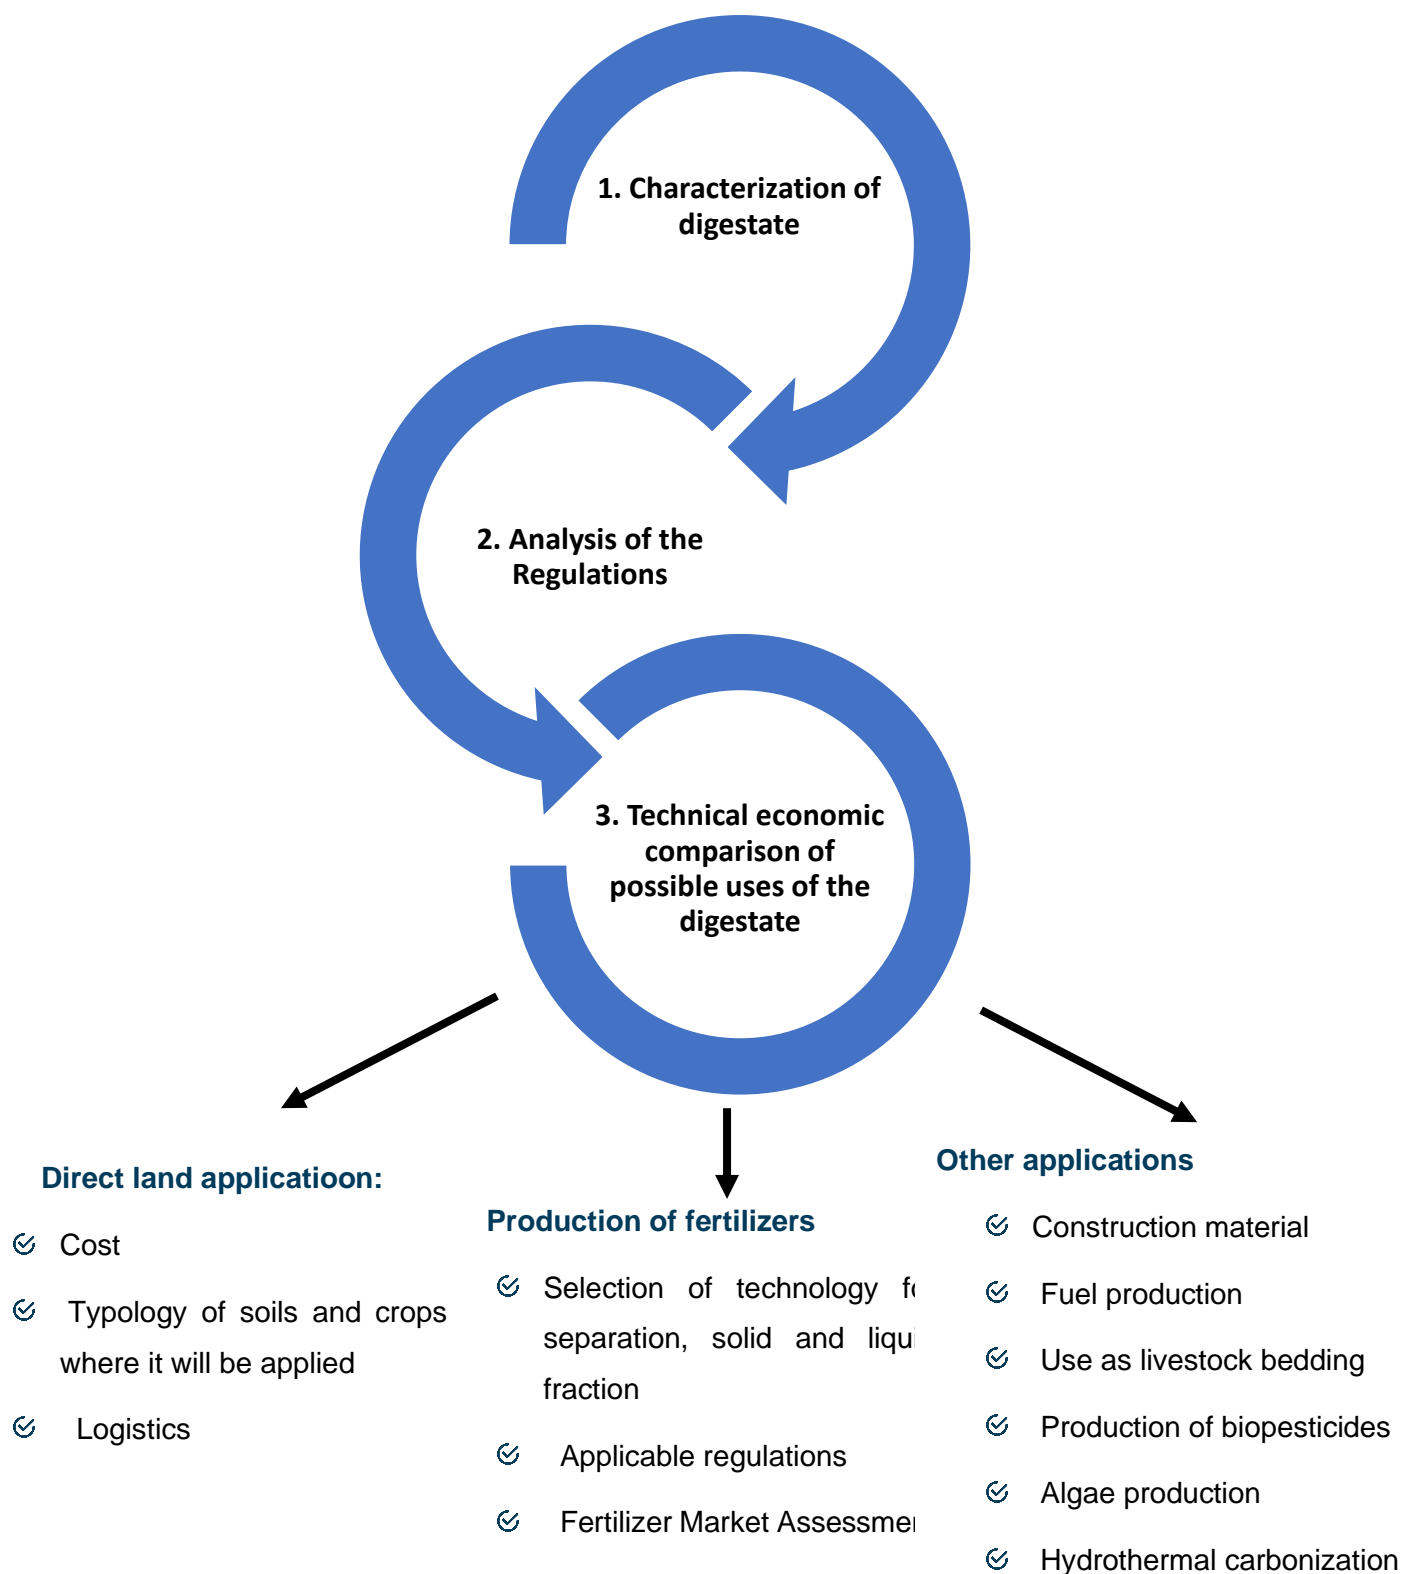 1. Characterization of
digestate
2. Analysis of the
Regulations
3. Technical economic
comparison of
possible uses of the
digestate
Direct land applicatioon:
Cost
Typology of soils and crops
where it will be applied
Logistics
Production of fertilizers
Selection of technology fo
separation, solid and liqui
fraction
Applicable regulations
Fertilizer Market Assessmen
Other applications
Construction material
Fuel production
Use as livestock bedding
Production of biopesticides
Algae production
Hydrothermal carbonization